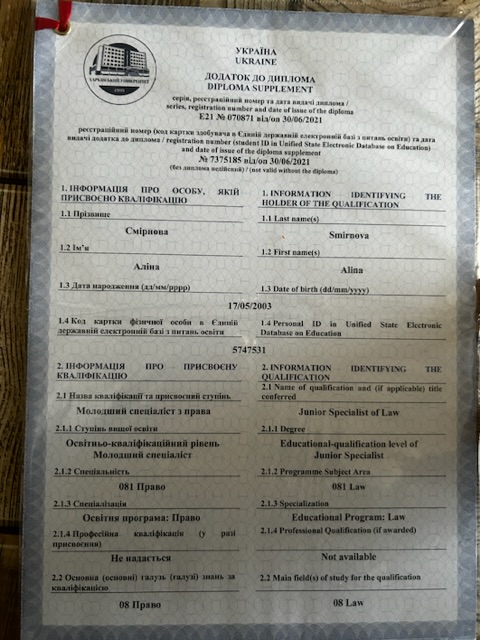 УКРАЇНА
UKRAINE
ДОДАТОК ДО ДИПЛОМА
DIPLOMA SUPPLEMENT
серія, реєстраційний номер та дата видачі диплома /
series, registration number and date of issue of the diploma
E21 № 070871 від/on 30/06/2021
реєстраційний номер (код картки здобувача в Єдиній державній електронній базі з питань освіти) та дата
видачі додатка до диплома / registration number (student ID in Unified State Electronic Database on Education)
and date of issue of the diploma supplement
№ 7375185 від/on 30/06/2021
(без диплома недійсний) / (not valid without the diploma)
1. ІНФОРМАЦІЯ ПРО ОСОБУ, ЯКІЙ
ПРИСВОЄНО КВАЛІФІКАЦІЮ
1. INFORMATION IDENTIFYING THE
HOLDER OF THE QUALIFICATION
1.1 Прізвище
1.1 Last name(s)
Смірнова
Smirnova
1.2 Ім'я
1.2 First name(s)
Аліна
Alina
1.3 Дата народження (дд/мм/рррр)
1.3 Date of birth (dd/mm/yyyy)
17/05/2003
1.4 Код картки фізичної особи в Єдиній
державній електронній базі з питань освіти
1.4 Personal ID in Unified State Electronic
Database on Education
5747531
2. ІНФОРМАЦІЯ ПРО ПРИСВОЄНУ
КВАЛІФІКАЦІЮ
2. INFORMATION IDENTIFYING THE
QUALIFICATION
2.1 Назва кваліфікації та присвоєний ступінь
2.1 Name of qualification and (if applicable) title
conferred
Молодший спеціаліст з права
Junior Specialist of Law
2.1.1 Ступінь вищої освіти
2.1.1 Degree
Освітньо-кваліфікаційний рівень
Молодший спеціаліст
Educational-qualification level of
Junior Specialist
2.1.2 Спеціальність
2.1.2 Programme Subject Area
081 Право
081 Law
2.1.3 Спеціалізація
2.1.3 Specialization
Освітня програма: Право
Educational Program: Law
2.1.4 Професійна кваліфікація (у разі
присвоєння)
2.1.4 Professional Qualification (if awarded)
Не надається
Not available
2.2 Основна (основні) галузь (галузі) знань за
кваліфікацією
2.2 Main field(s) of study for the qualification
08 Право
08 Law